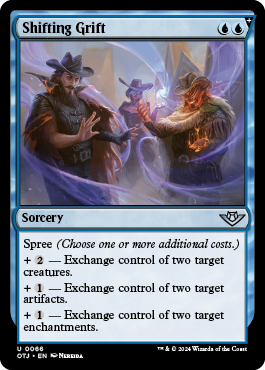 Shifting Grift
Sorcery
Spree (Choose one or more additional costs.)
+ 2 — Exchange control of two target
creatures.
+ 1 — Exchange control of two target
artifacts.
+ 1 — Exchange control of two target
enchantments.
U 0066
OTJ • EN Nereida
™ & © 2024 Wizards of the Coast